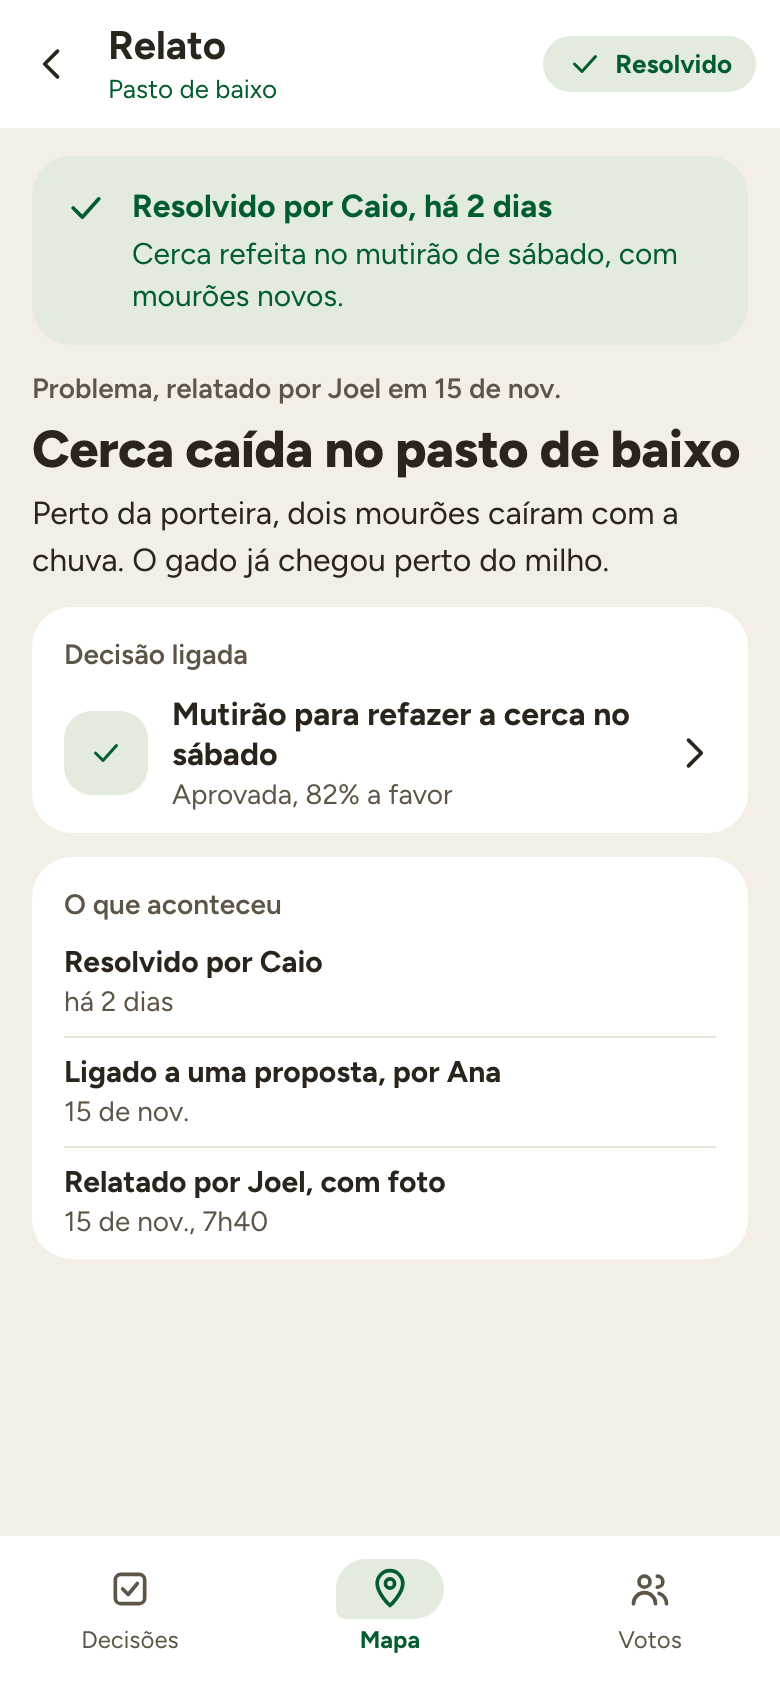 Relato
Pasto de baixo
Resolvido
Resolvido por Caio, há 2 dias
Cerca refeita no mutirão de sábado, com
mourões novos.
Problema, relatado por Joel em 15 de nov.
Cerca caída no pasto de baixo
Perto da porteira, dois mourões caíram com a
chuva. O gado já chegou perto do milho.
Decisão ligada
Mutirão para refazer a cerca no
sábado
Aprovada, 82% a favor
O que aconteceu
Resolvido por Caio
há 2 dias
Ligado a uma proposta, por Ana
15 de nov.
Relatado por Joel, com foto
15 de nov., 7h40
Decisões
Mapa
Votos